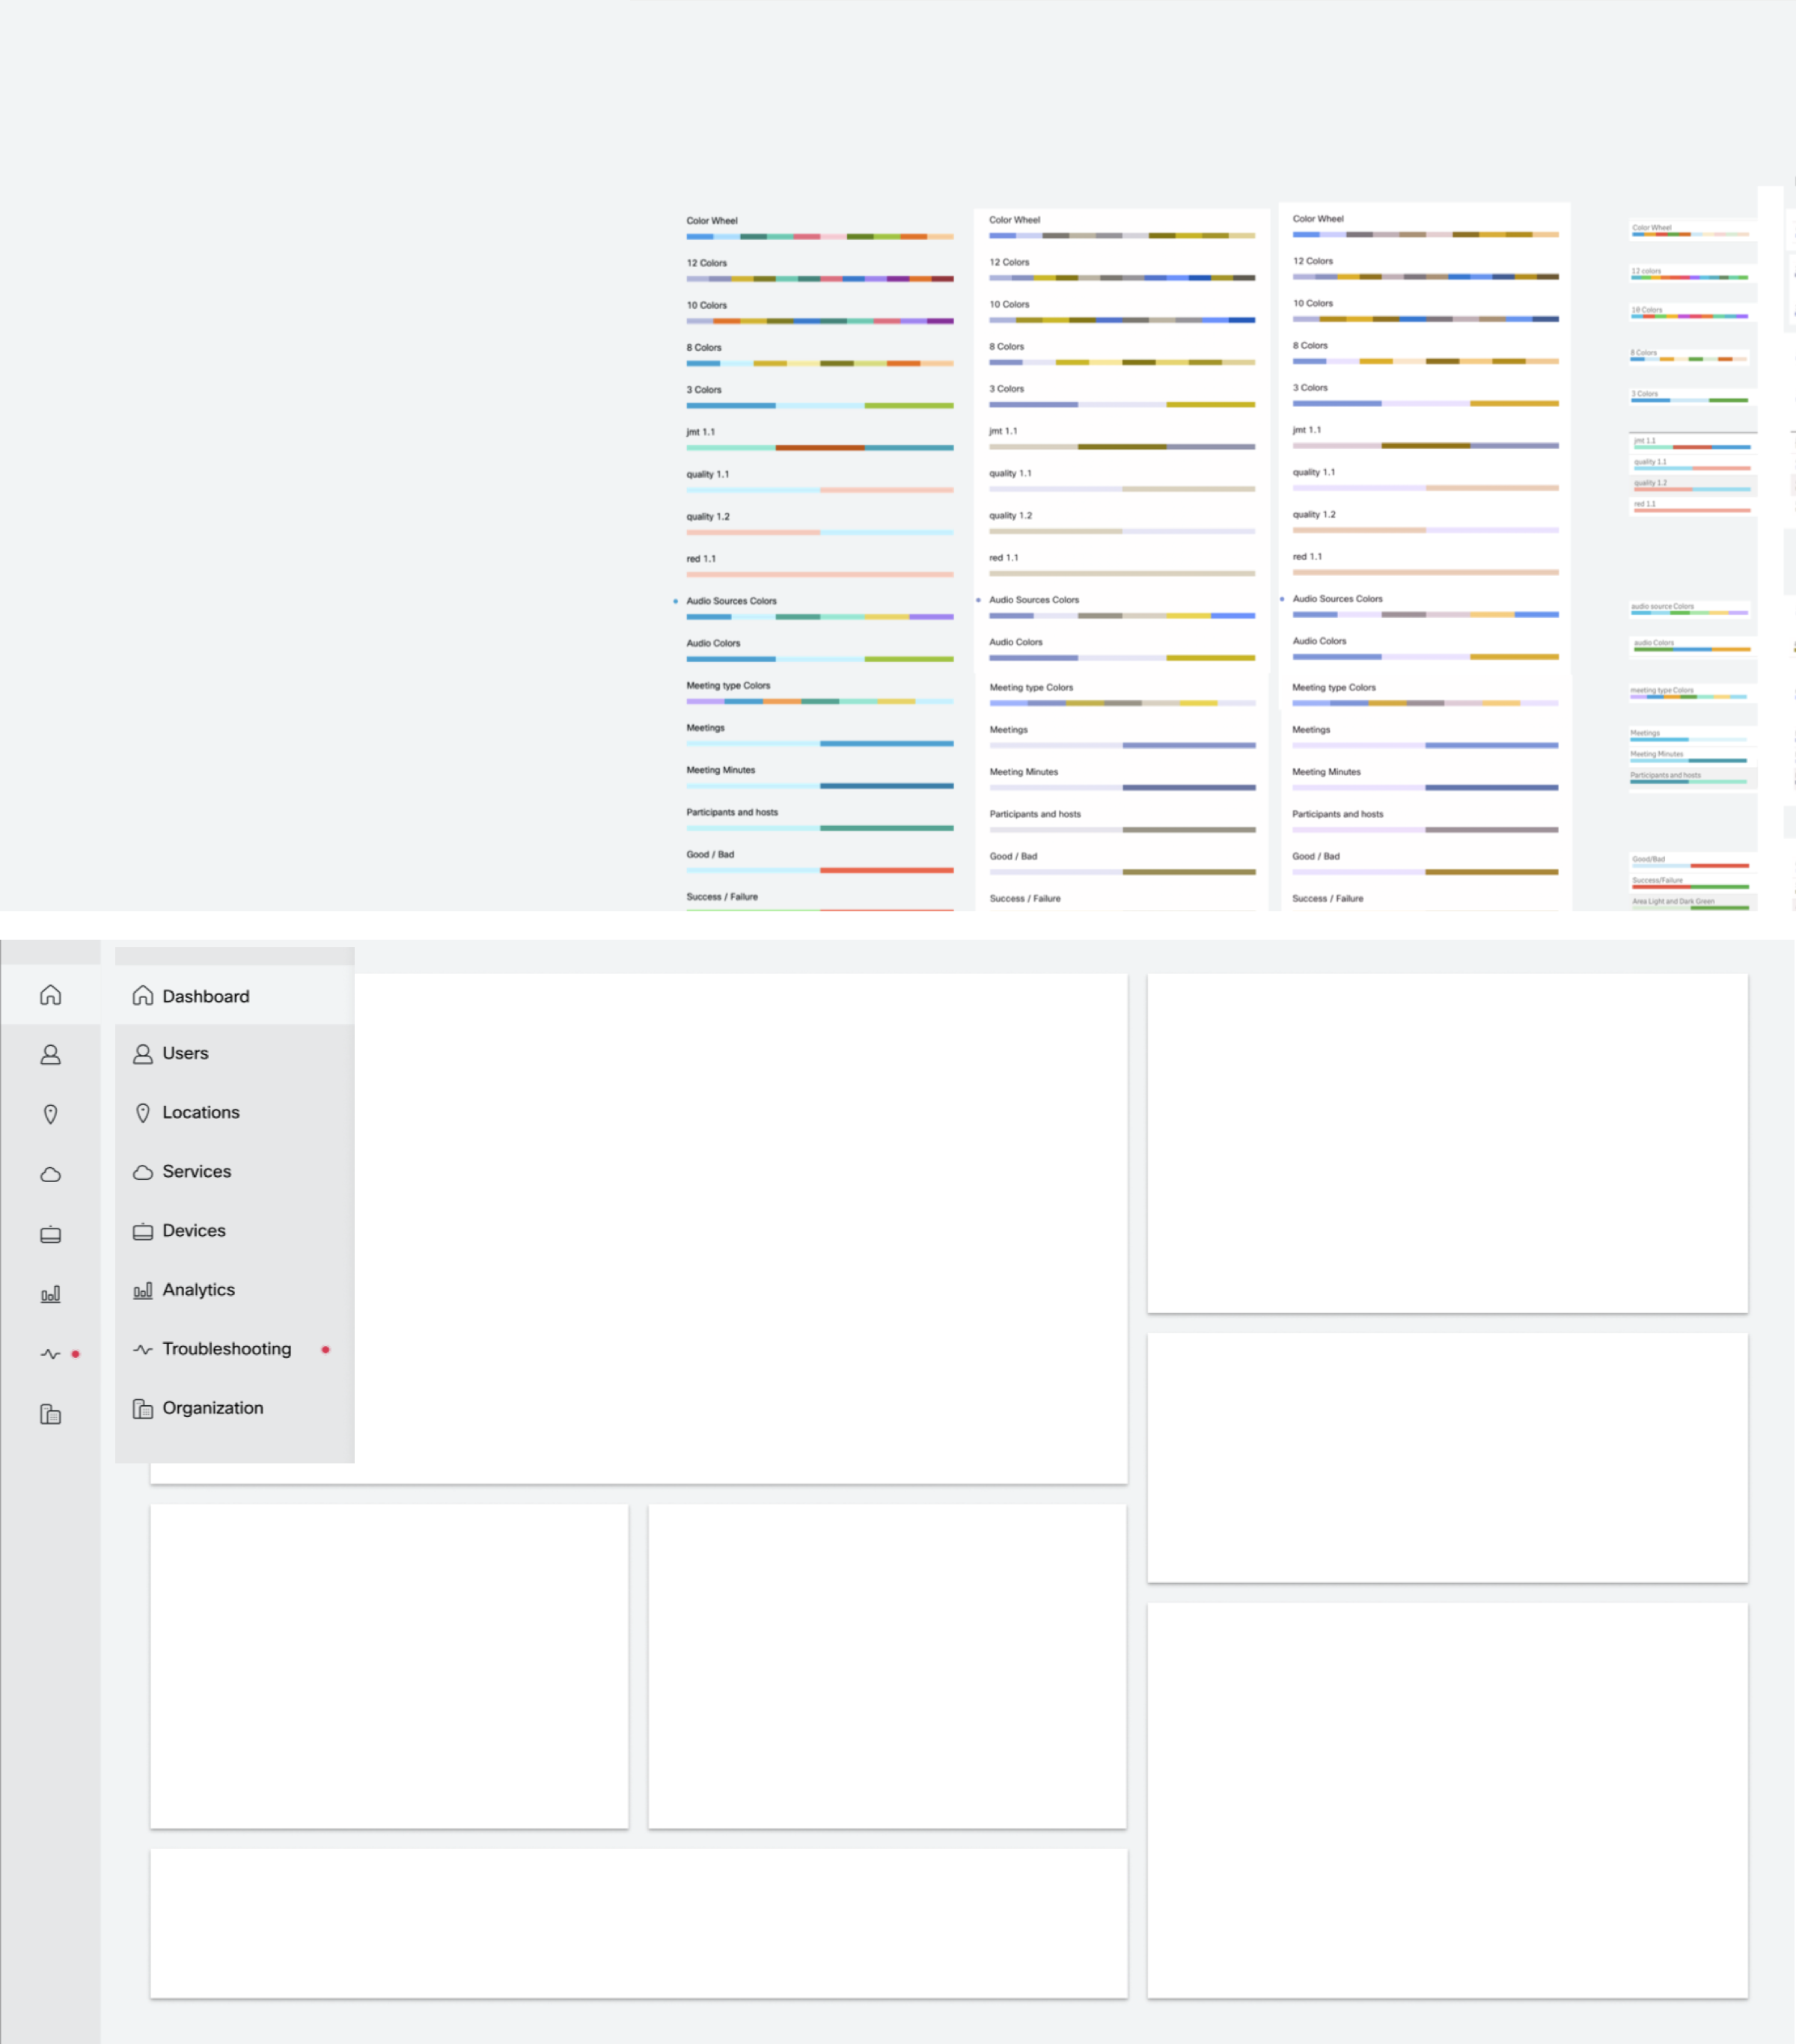 Color Wheel
12 Colors
10 Colors
8 Colors
3 Colors
jmt 1.1
quality 1.1
quality 1.2
red 1.1
Audio Sources Colors
Audio Colors
Meeting type Colors
Meetings
Meeting Minutes
Participants and hosts
Good / Bad
Success / Failure
Color Wheel
12 Colors
10 Colors
8 Colors
3 Colors
jmt 1.1
quality 1.1
quality 1.2
red 1.1
Audio Sources Colors
Audio Colors
Meeting type Colors
Meetings
Meeting Minutes
Participants and hosts
Good / Bad
Success / Failure
Color Wheel
12 Colors
10 Colors
8 Colors
3 Colors
jmt 1.1
quality 1.1
quality 1.2
red 1.1
Audio Sources Colors
Audio Colors
Meeting type Colors
Meetings
Meeting Minutes
Participants and hosts
Good / Bad
Success / Failure
Color Wheel
12 colors
10 Colors
8 Colors
3 Colors
jmt 1.1
quality 1.1
quality 1.2
red 1.1
audio source Colors
audio Colors
meeting type Colors
Meetings
Meeting Minutes
Participants and hosts
Good/Bad
Success/Failure
Area Light and Dark Green
Dashboard
Users
Locations
Services
Devices
Analytics
Troubleshooting
Organization